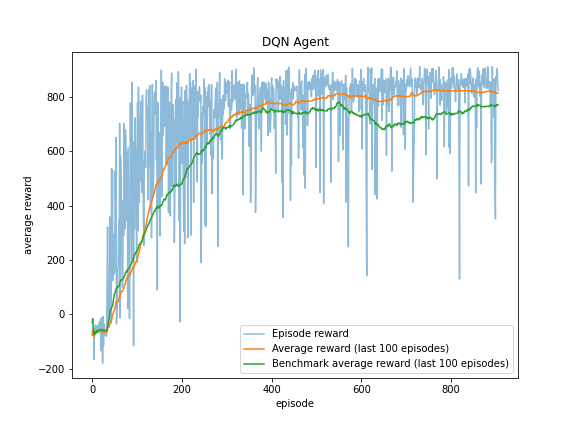 DQN Agent
average reward
800
600
400
200
0
−200
0
200
400
600
800
episode
Episode reward
Average reward (last 100 episodes)
Benchmark average reward (last 100 episodes)